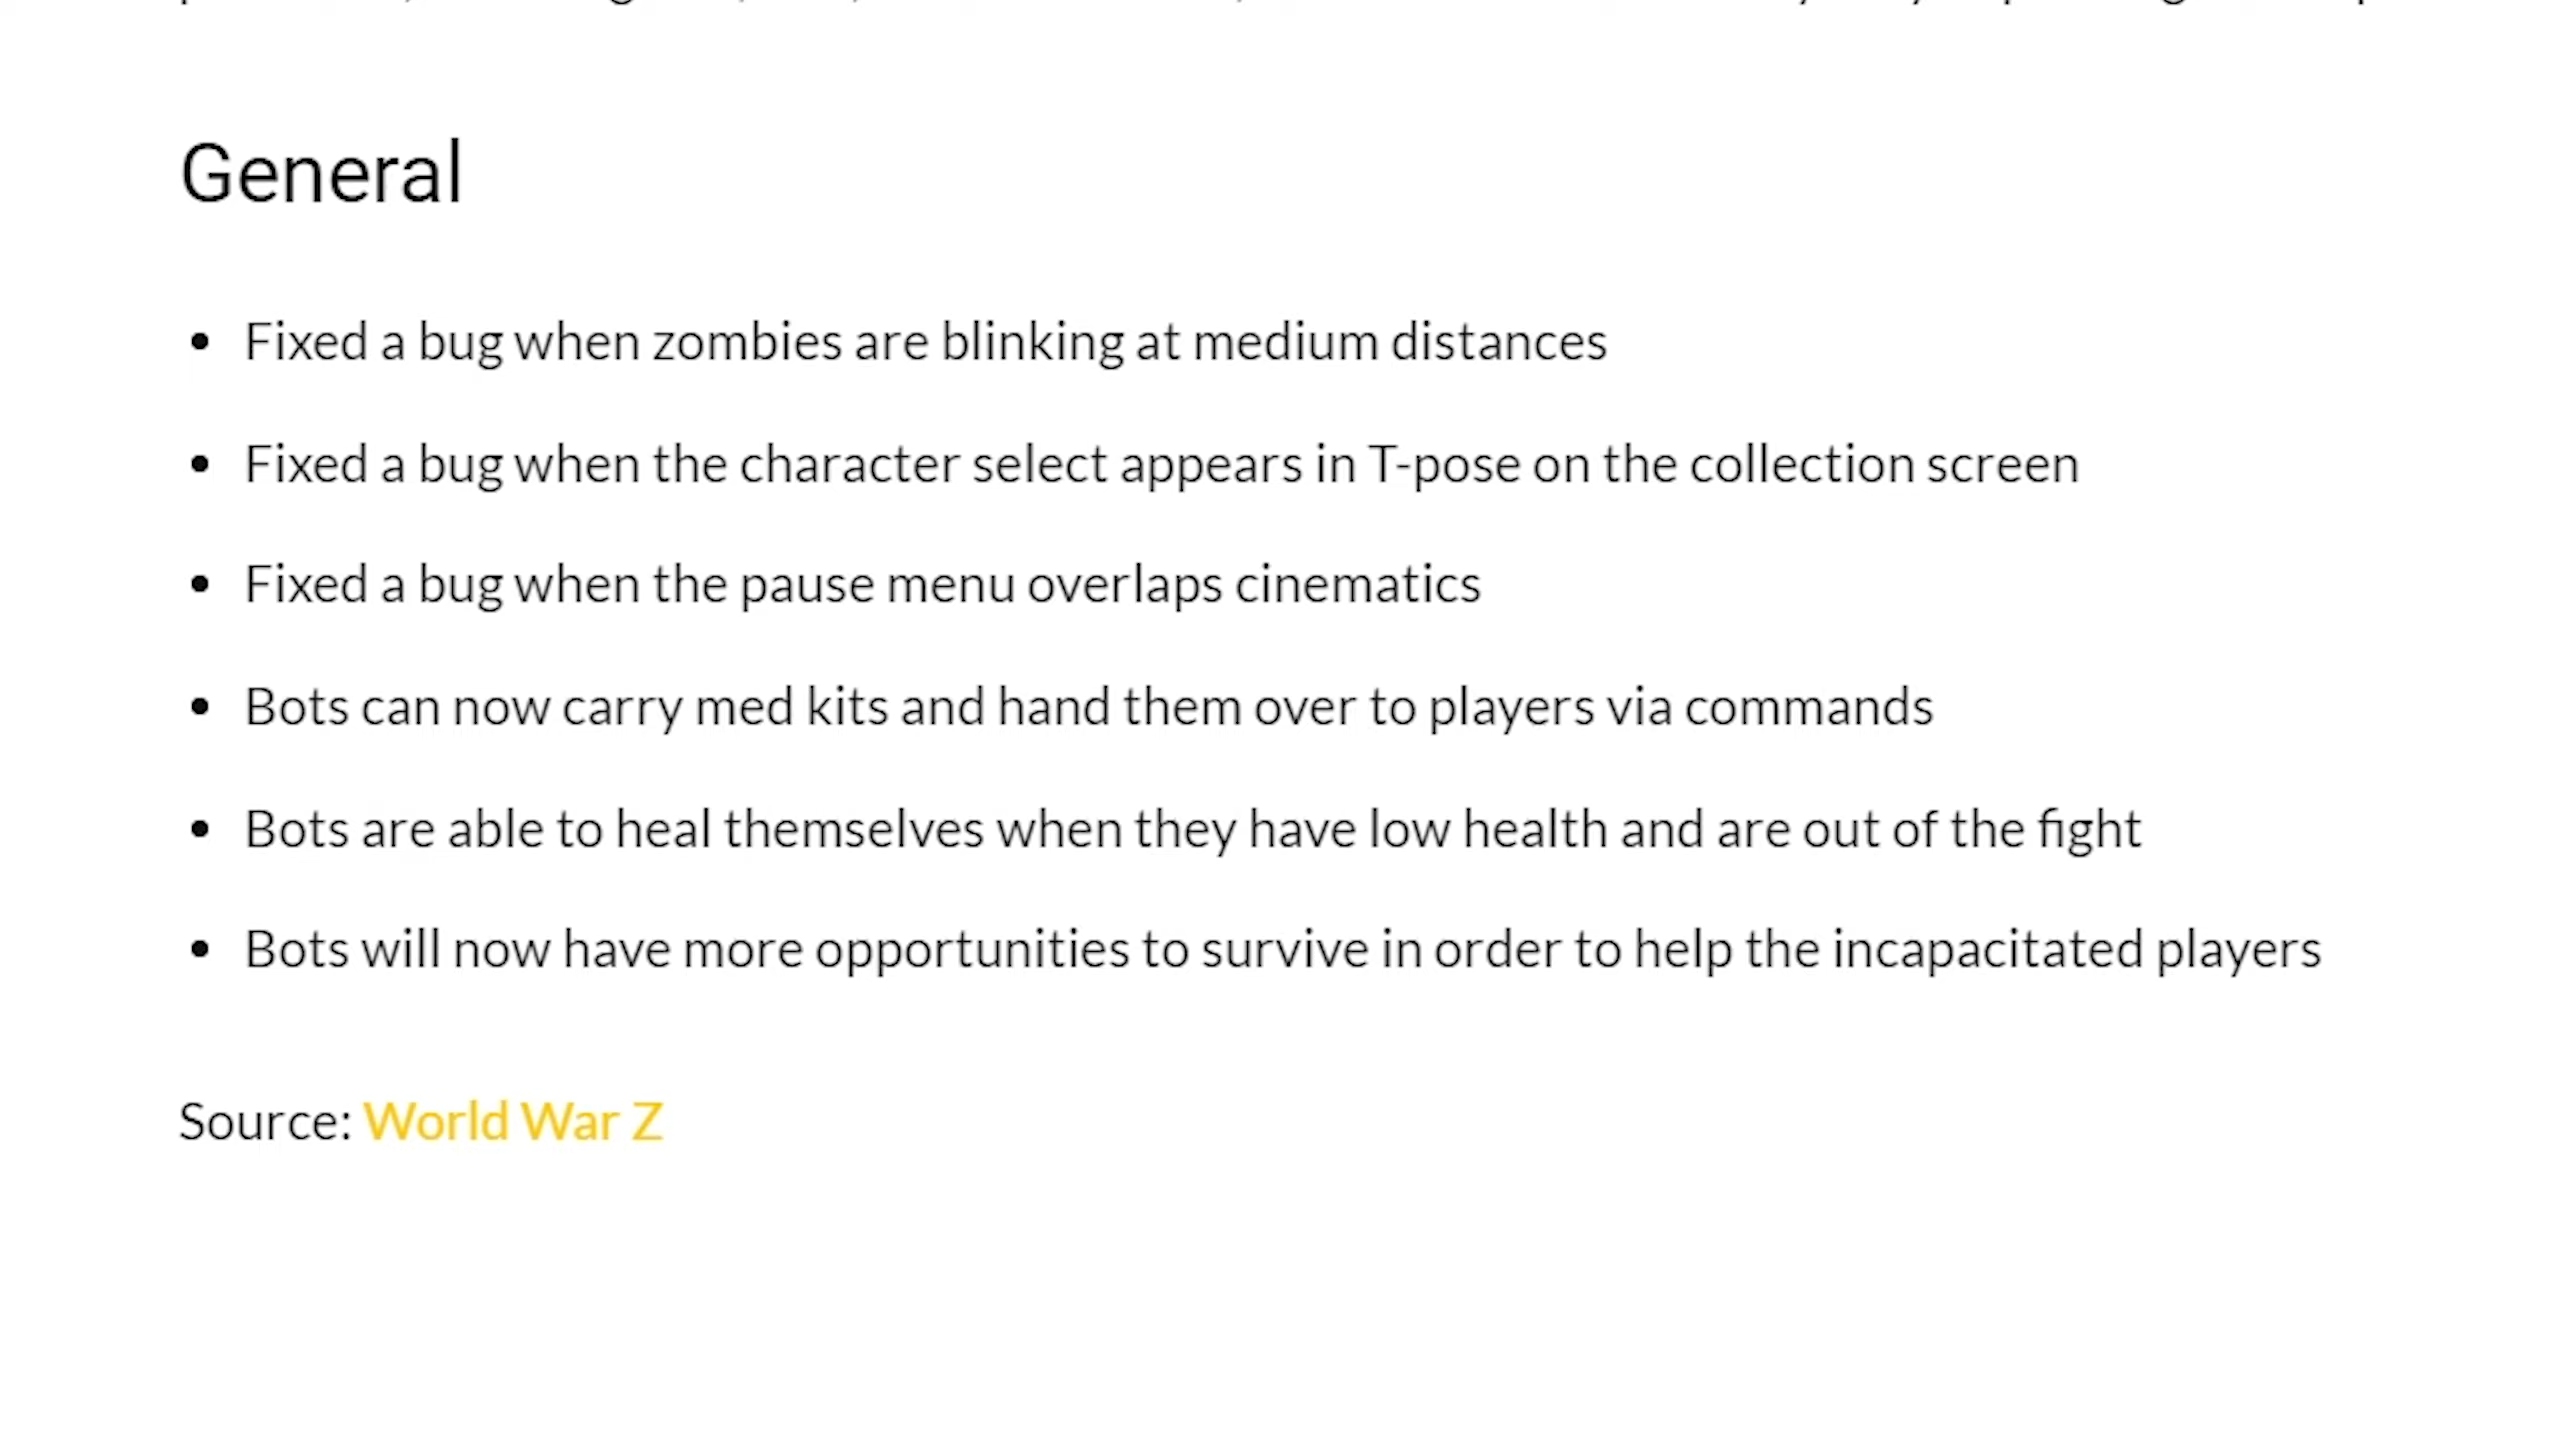 General
• Fixed a bug when zombies are blinking at medium distances
• Fixed a bug when the character select appears in T-pose on the collection screen
• Fixed a bug when the pause menu overlaps cinematics
• Bots can now carry med kits and hand them over to players via commands
• Bots are able to heal themselves when they have low health and are out of the fight
• Bots will now have more opportunities to survive in order to help the incapacitated players
Source: World War Z